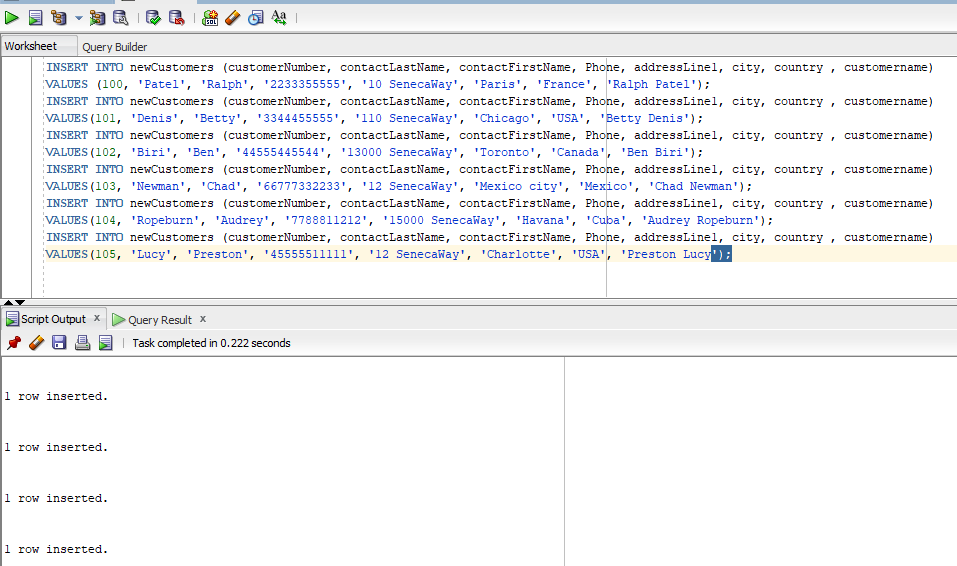 Worksheet Query Builder
INSERT INTO newCustomers (customerNumber, contactLastName, contactFirstName, Phone, addressLine1, city, country , customername)
VALUES (100, 'Patel', 'Ralph', '2233355555', '10 SenecaWay', 'Paris', 'France', 'Ralph Patel');
INSERT INTO newCustomers (customerNumber, contactLastName, contactFirstName, Phone, addressLine1, city, country , customername)
VALUES(101, 'Denis', 'Betty', '3344455555', '110 SenecaWay', 'Chicago', 'USA', 'Betty Denis');
INSERT INTO newCustomers (customerNumber, contactLastName, contactFirstName, Phone, addressLine1, city, country , customername)
VALUES(102, 'Biri', 'Ben', '44555445544', '13000 SenecaWay', 'Toronto', 'Canada', 'Ben Biri');
INSERT INTO newCustomers (customerNumber, contactLastName, contactFirstName, Phone, addressLine1, city, country , customername)
VALUES(103, 'Newman', 'Chad', '66777332233', '12 SenecaWay', 'Mexico city', 'Mexico', 'Chad Newman');
INSERT INTO newCustomers (customerNumber, contactLastName, contactFirstName, Phone, addressLine1, city, country , customername)
VALUES(104, 'Ropeburn', 'Audrey', '7788811212', '15000 SenecaWay', 'Havana', 'Cuba', 'Audrey Ropeburn');
INSERT INTO newCustomers (customerNumber, contactLastName, contactFirstName, Phone, addressLine1, city, country , customername)
VALUES(105, 'Lucy', 'Preston', '45555511111', '12 SenecaWay', 'Charlotte', 'USA', 'Preston Lucy');
Script Output x Query Result x
Task completed in 0.222 seconds
1 row inserted.
1 row inserted.
1 row inserted.
1 row inserted.